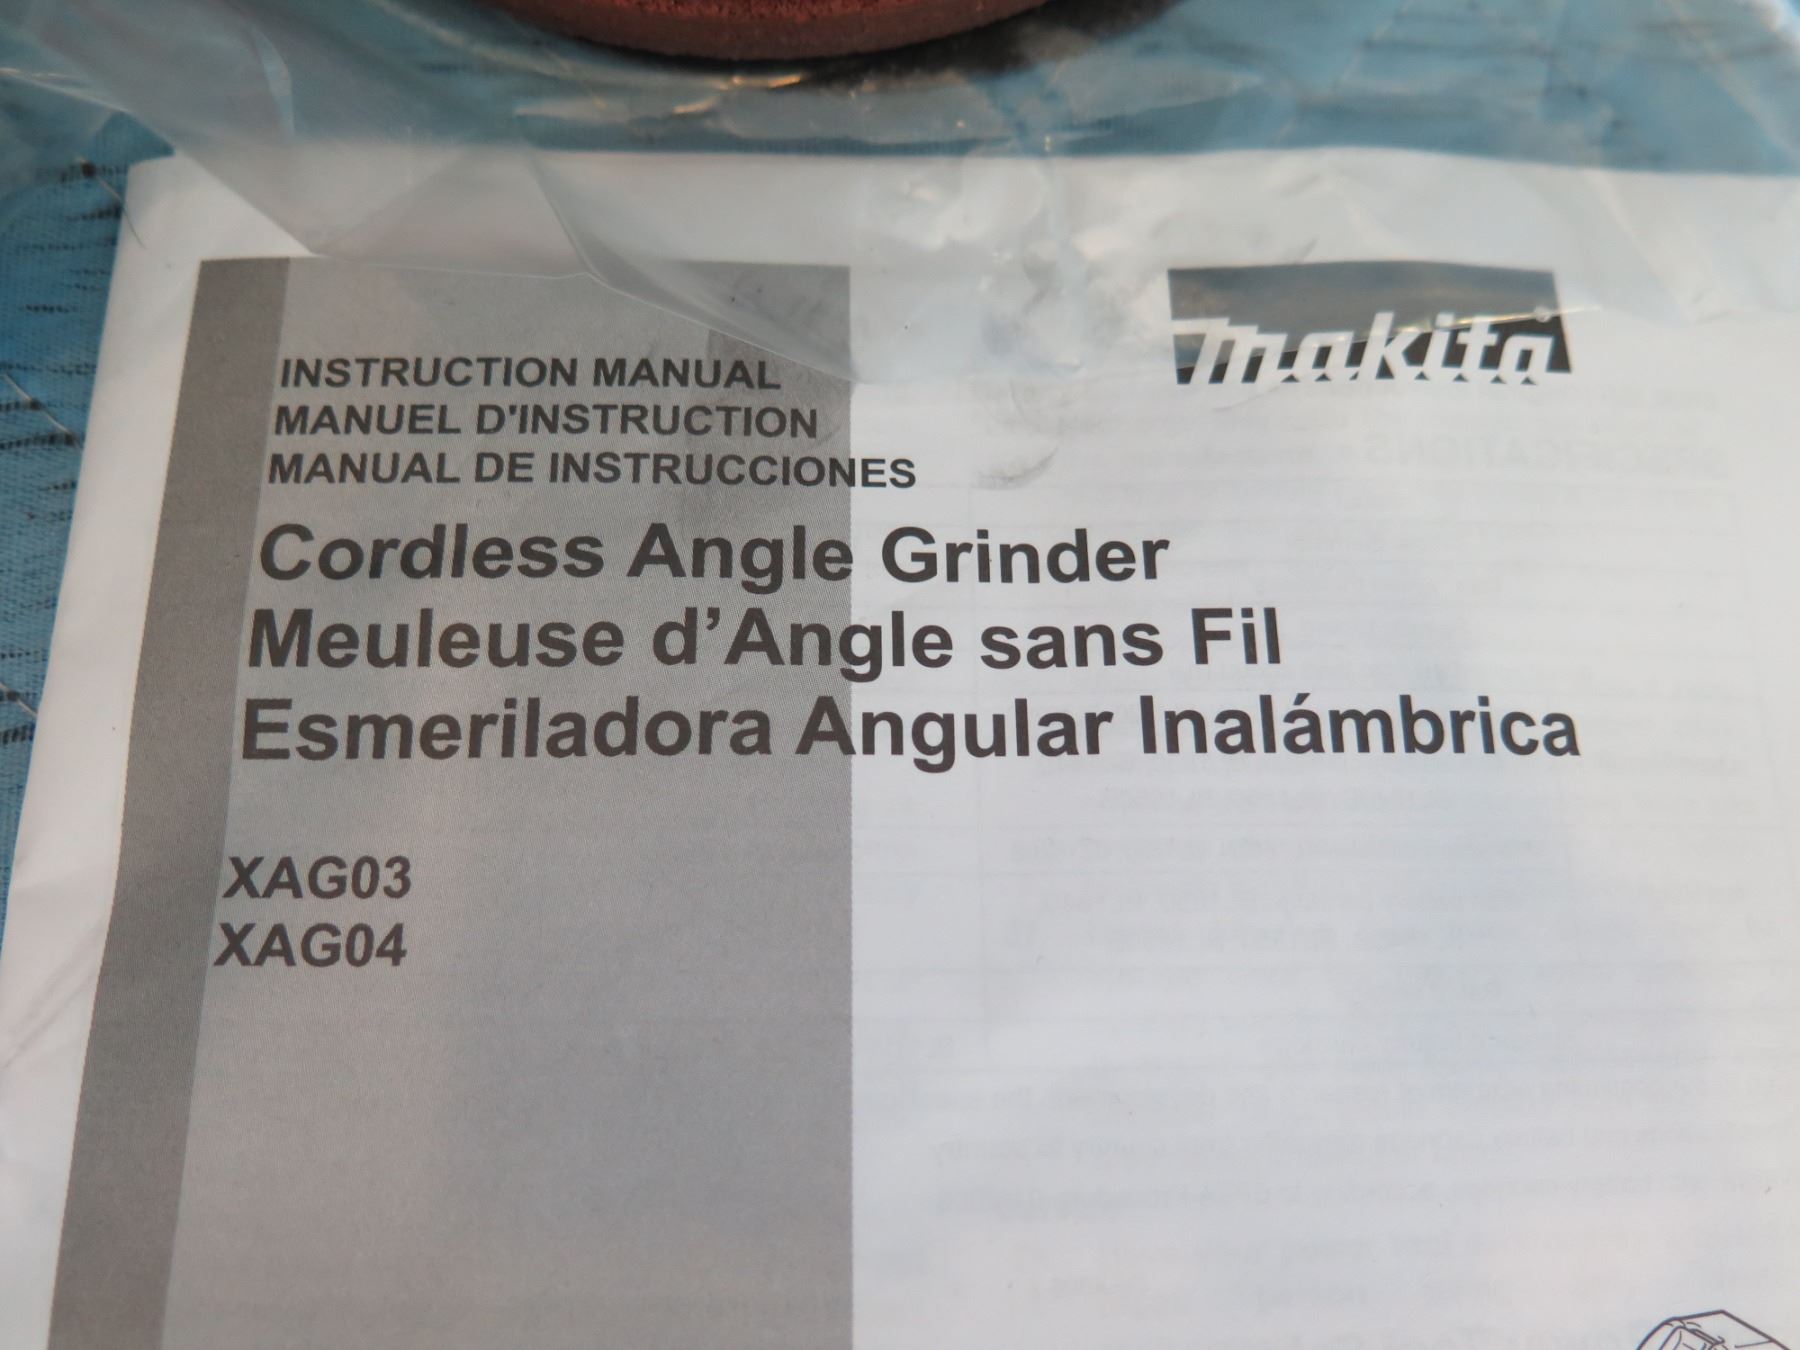 makita
INSTRUCTION MANUAL
MANUEL D'INSTRUCTION
MANUAL DE INSTRUCCIONES
Cordless Angle Grinder
Meuleuse d’Angle sans Fil
Esmeriladora Angular Inalámbrica
XAG03
XAG04